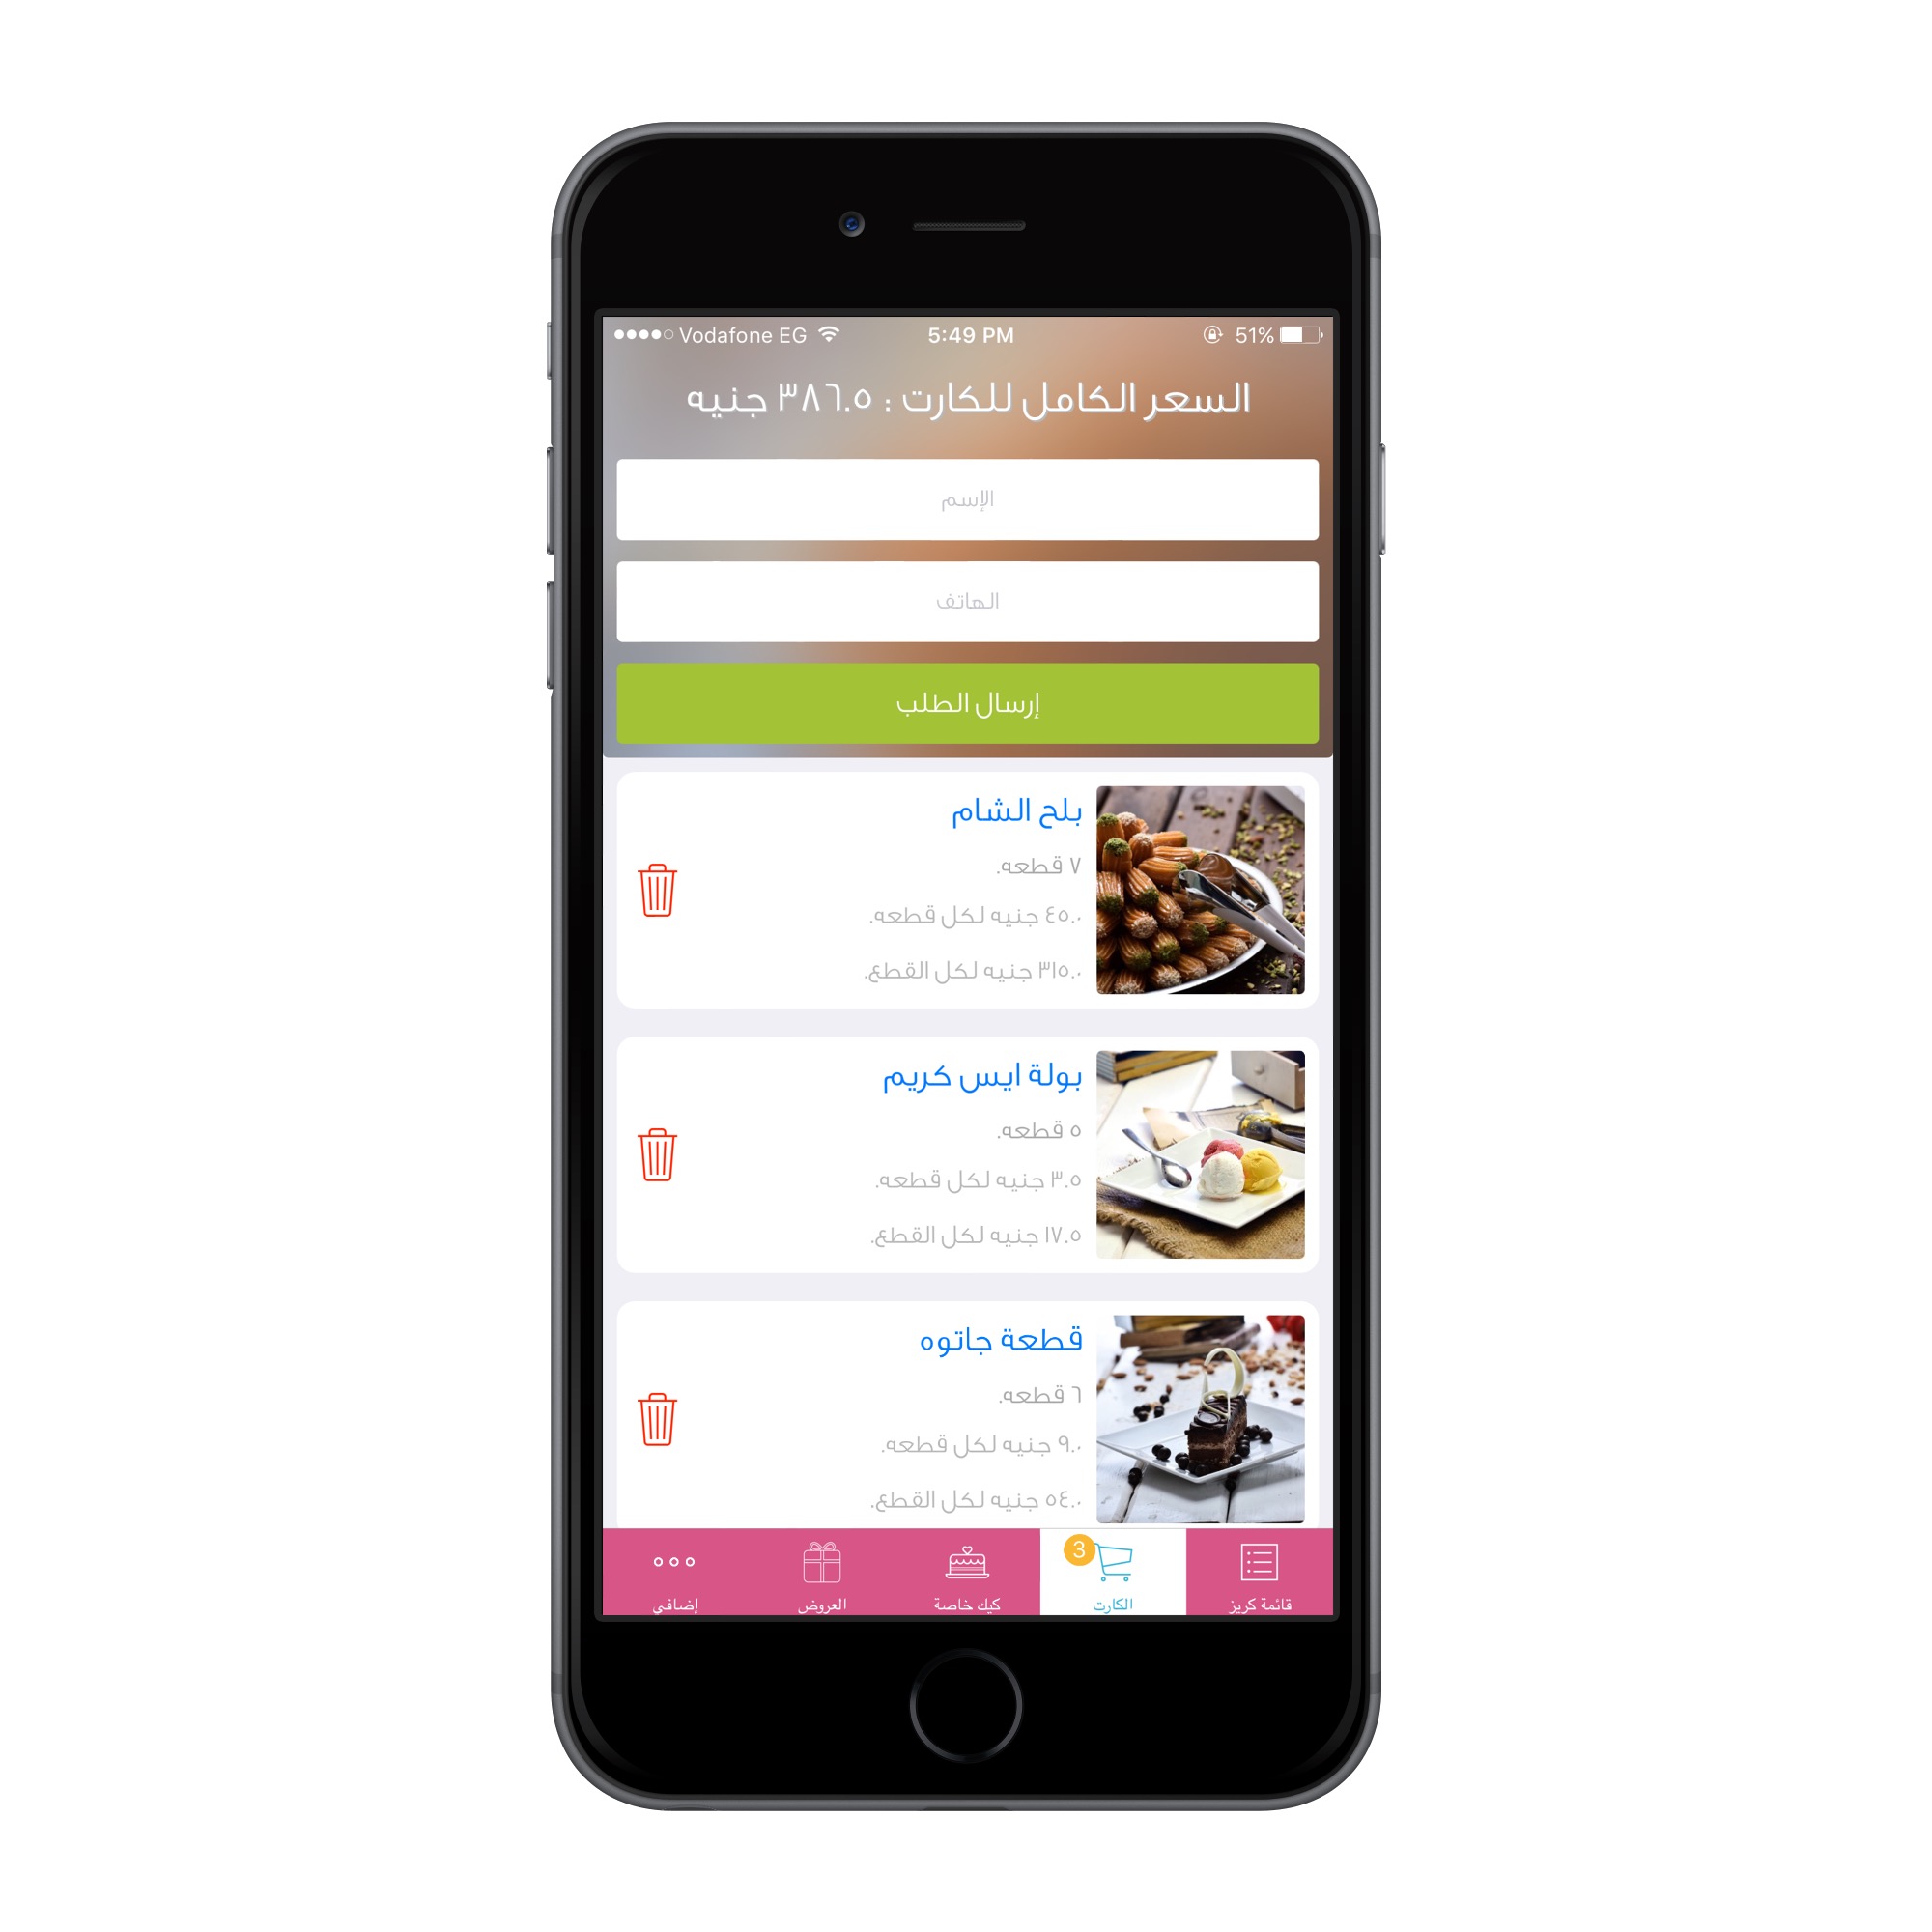 Vodafone EG 5:49 PM 51%
السعر الكامل للكارت : ٣٨٦.٥ جنيه
الإسم
الهاتف
إرسال الطلب
بلح الشام
٧ قطعه.
٤٥.٠ جنيه لكل قطعه.
٣١٥.٠ جنيه لكل القطع.
بولة ايس كريم
٥ قطعه.
٣.٥ جنيه لكل قطعه.
١٧.٥ جنيه لكل القطع.
قطعة جاتوه
٦ قطعه.
٩.٠ جنيه لكل قطعه.
٥٤.٠ جنيه لكل القطع.
3
قائمة كريز الكارت كيك خاصة العروض إضافي